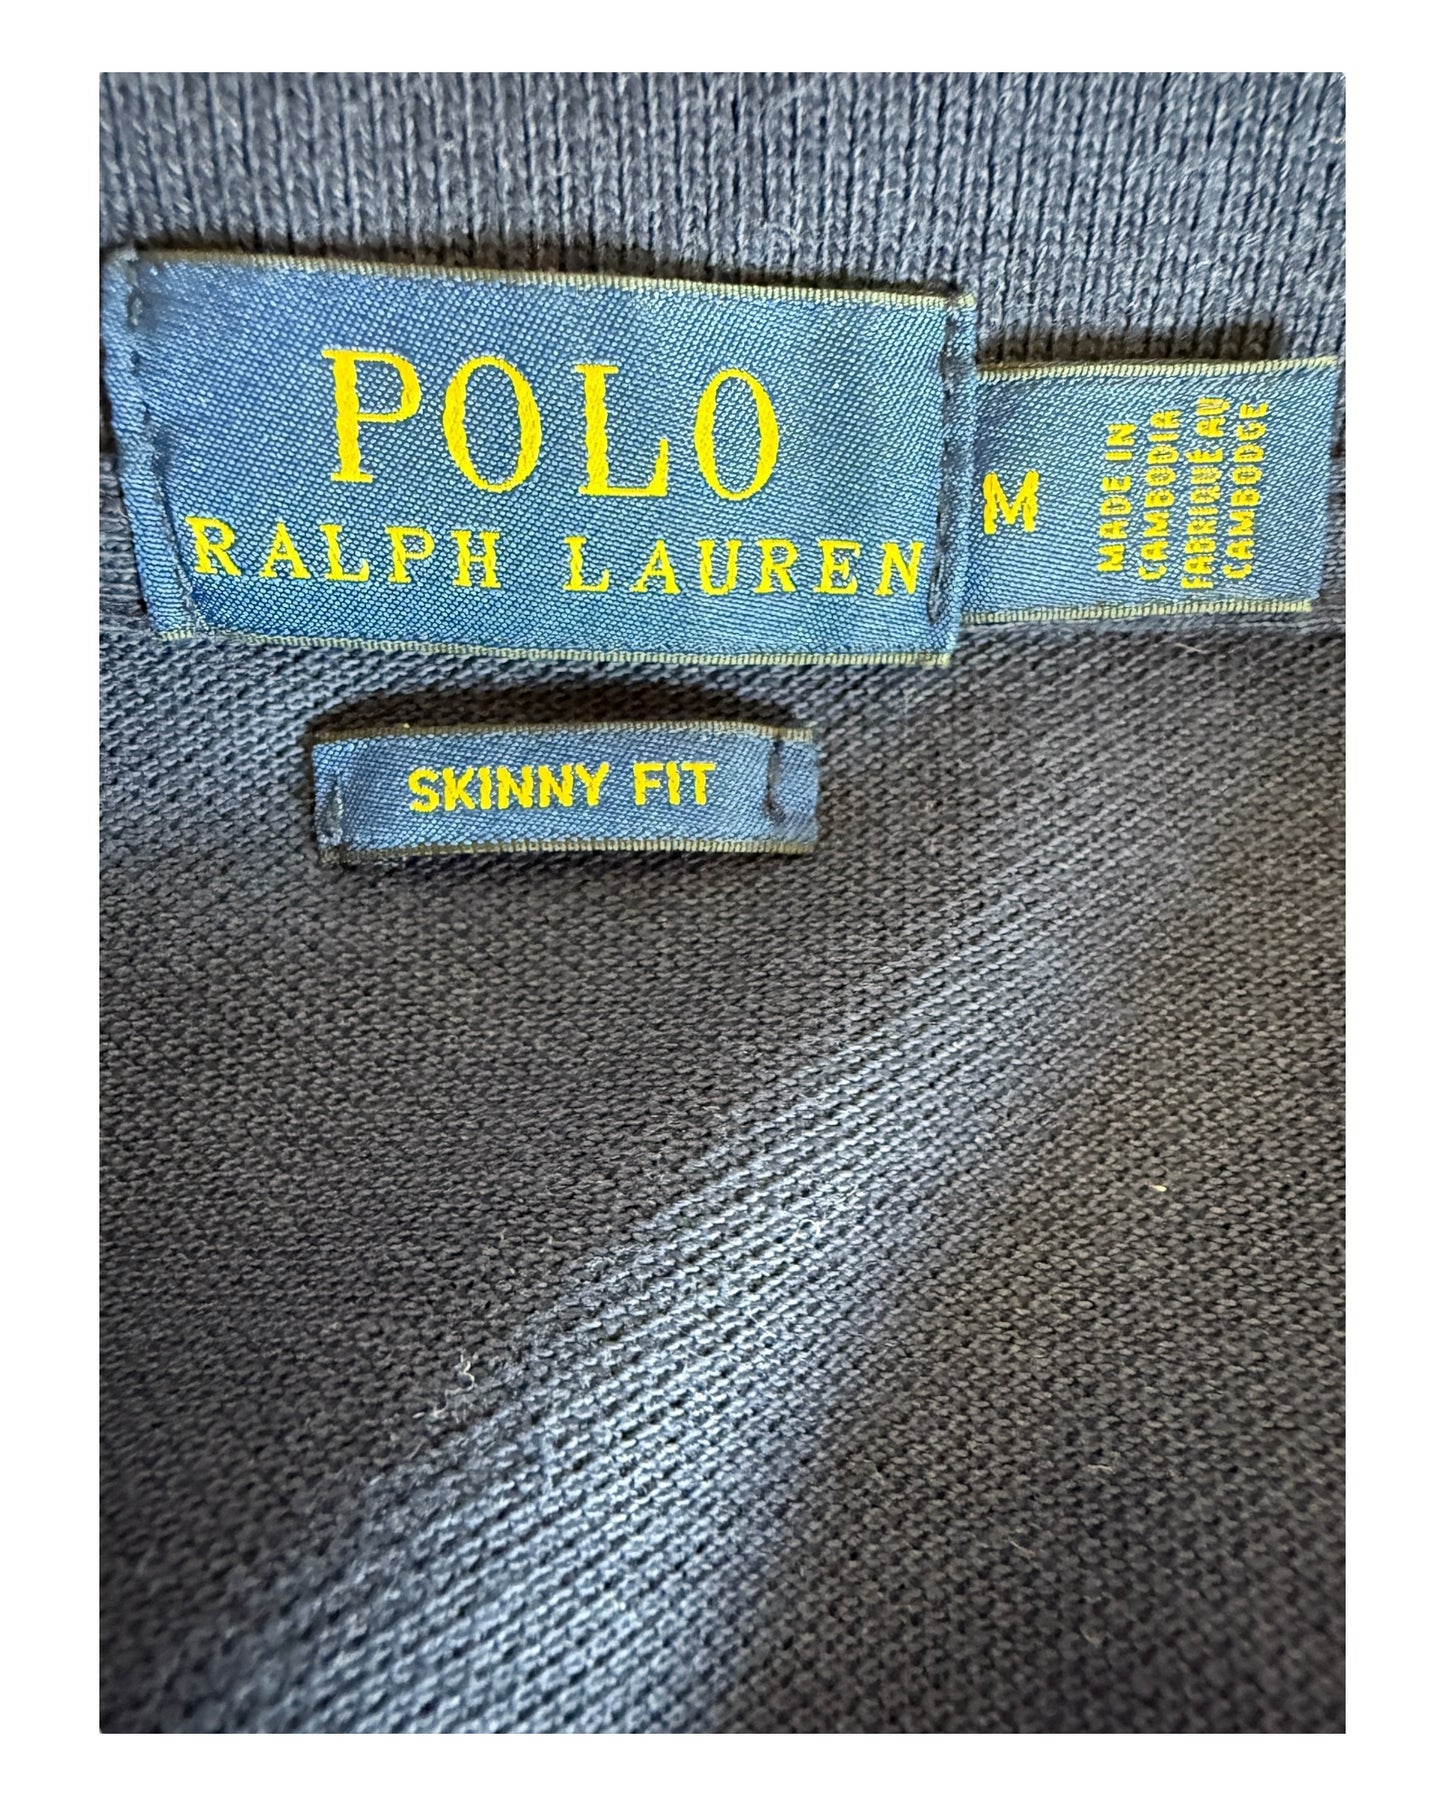 POLO
RALPH LAUREN
M
MADE IN
CAMBODIA
FABRIQUÉ AU
CAMBODGE
SKINNY FIT